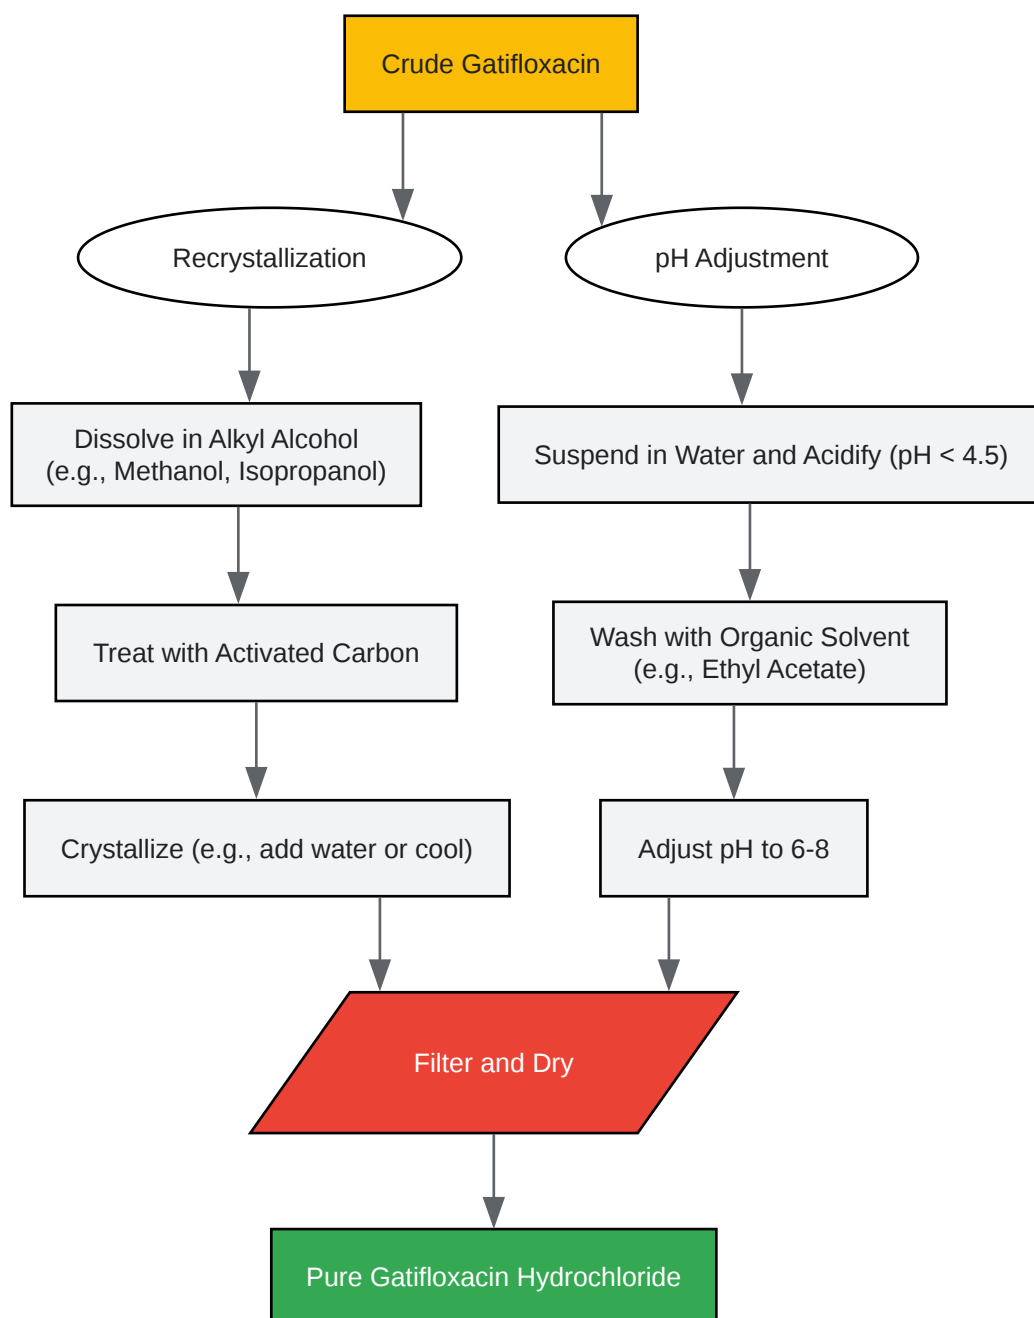 Crude Gatifloxacin
Recrystallization
pH Adjustment
Dissolve in Alkyl Alcohol
(e.g., Methanol, Isopropanol)
Suspend in Water and Acidify (pH < 4.5)
Treat with Activated Carbon
Wash with Organic Solvent
(e.g., Ethyl Acetate)
Crystallize (e.g., add water or cool)
Adjust pH to 6-8
Filter and Dry
Pure Gatifloxacin Hydrochloride